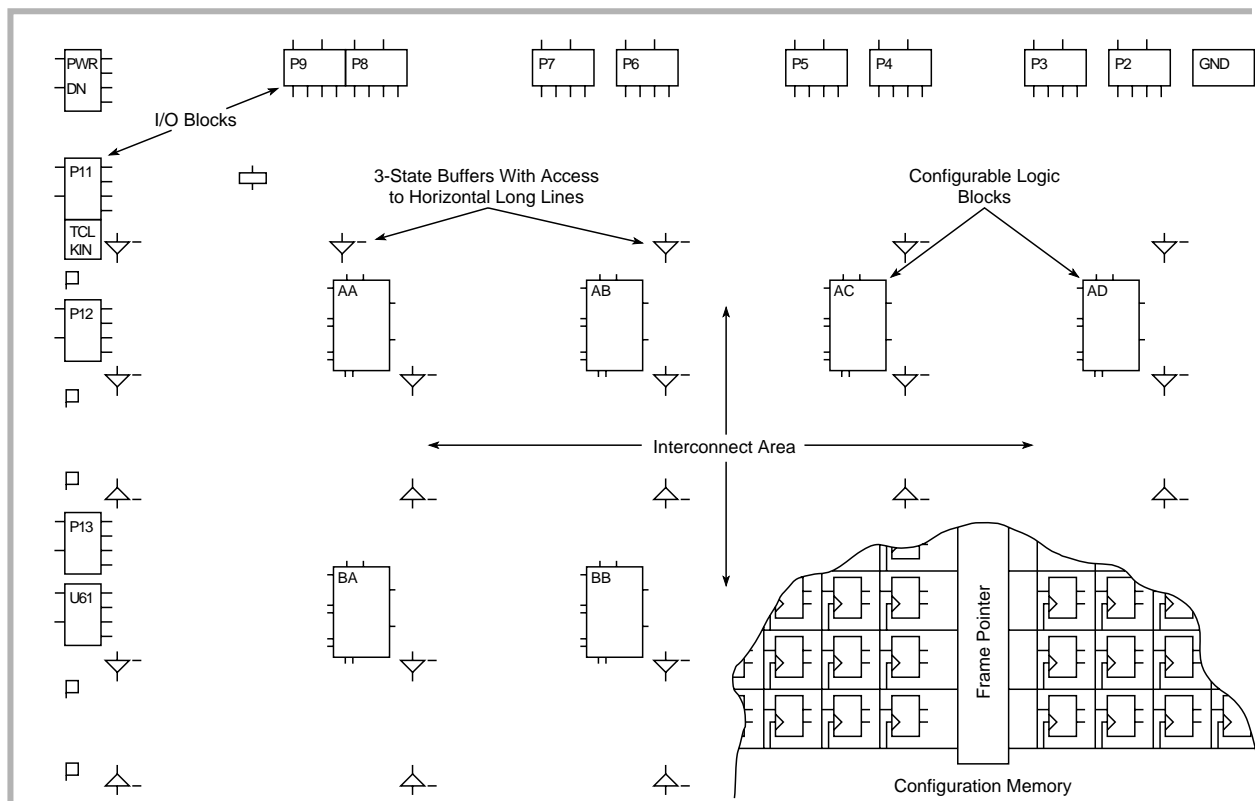 PWR
DN
P9
P8
P7
P6
P5
P4
P3
P2
GND
I/O Blocks
P11
3-State Buffers With Access
to Horizontal Long Lines
Configurable Logic
Blocks
TCL
KIN
AA
AB
AC
AD
P12
Interconnect Area
P13
U61
BA
BB
Frame Pointer
Configuration Memory